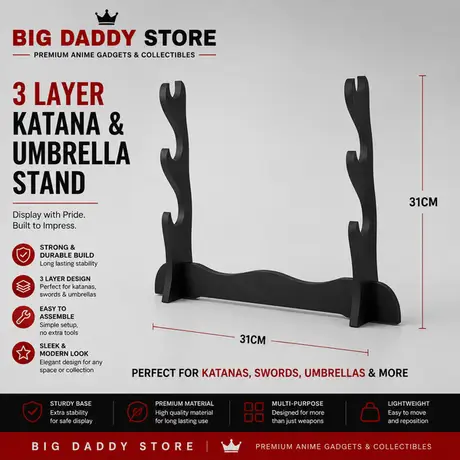 BIG DADDY STORE
PREMIUM ANIME GADGETS & COLLECTIBLES
3 LAYER
KATANA &
UMBRELLA
STAND
Display with Pride.
Built to Impress.
STRONG &
DURABLE BUILD
Long lasting stability
3 LAYER DESIGN
Perfect for katanas,
swords & umbrellas
EASY TO
ASSEMBLE
Simple setup,
no extra tools
SLEEK &
MODERN LOOK
Elegant design for any
space or collection
31CM
31CM
PERFECT FOR KATANAS, SWORDS, UMBRELLAS & MORE
STURDY BASE
Extra stability
for safe display
PREMIUM MATERIAL
High quality material
for long lasting use
MULTI-PURPOSE
Designed for more
than just weapons
LIGHTWEIGHT
Easy to move
and reposition
BIG DADDY STORE
PREMIUM ANIME GADGETS & COLLECTIBLES